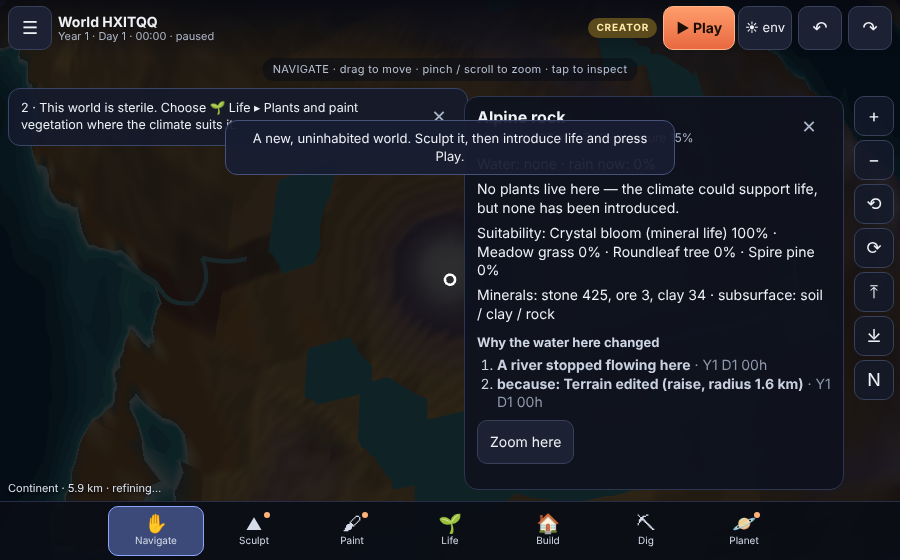 World HXITQQ
Year 1 · Day 1 · 00:00 · paused
CREATOR
▶ Play
☀ env
NAVIGATE · drag to move · pinch / scroll to zoom · tap to inspect
2 · This world is sterile. Choose 🌱 Life ▸ Plants and paint
vegetation where the climate suits
A new, uninhabited world. Sculpt it, then introduce life and press
Play.
Alpine rock
5%
Water: none · rain now: 0%
No plants live here — the climate could support life,
but none has been introduced.
Suitability: Crystal bloom (mineral life) 100% ·
Meadow grass 0% · Roundleaf tree 0% · Spire pine
0%
Minerals: stone 425, ore 3, clay 34 · subsurface: soil
/ clay / rock
Why the water here changed
1. A river stopped flowing here · Y1 D1 00h
2. because: Terrain edited (raise, radius 1.6 km) · Y1
D1 00h
Zoom here
N
Continent · 5.9 km · refining…
Navigate
Sculpt
Paint
Life
Build
Dig
Planet